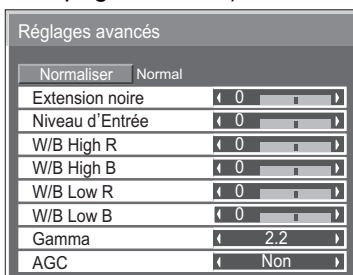 Réglages avancés
Normaliser Normal
Extension noire 0
Niveau d'Entrée 0
W/B High R 0
W/B High B 0
W/B Low R 0
W/B Low B 0
Gamma 2.2
AGC Non